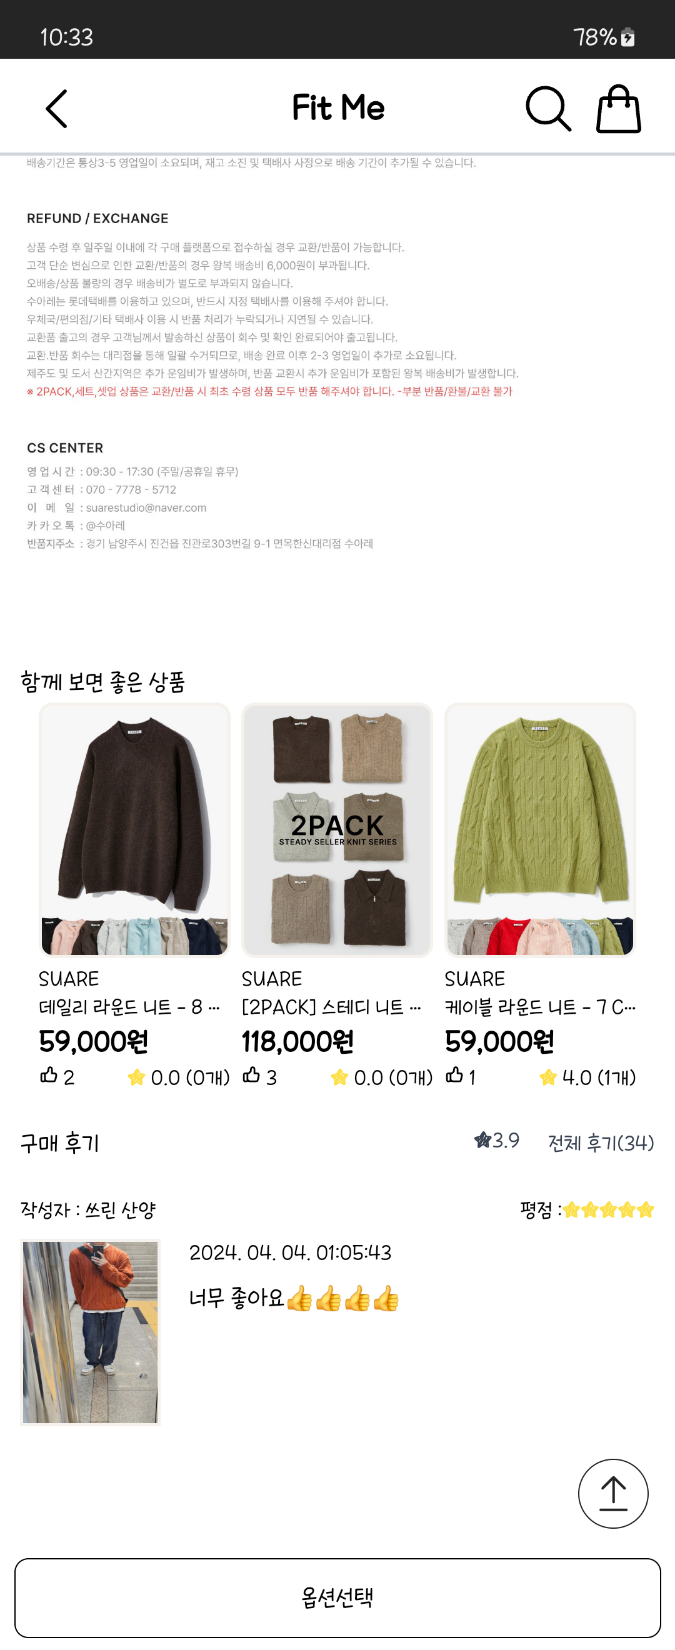 10:33
78%
Fit Me
배송기간은 통상3-5 영업일이 소요되며, 재고 소진 및 택배사 사정으로 배송 기간이 추가될 수 있습니다.
REFUND / EXCHANGE
상품 수령 후 일주일 이내에 각 구매 플랫폼으로 접수하실 경우 교환/반품이 가능합니다.
고객 단순 변심으로 인한 교환/반품의 경우 왕복 배송비 6,000원이 부과됩니다.
오배송/상품 불량의 경우 배송비가 별도로 부과되지 않습니다.
수아레는 롯데택배를 이용하고 있으며, 반드시 지정 택배사를 이용해 주셔야 합니다.
우체국/편의점/기타 택배사 이용 시 반품 처리가 누락되거나 지연될 수 있습니다.
교환품 출고의 경우 고객님께서 발송하신 상품이 회수 및 확인 완료되어야 출고됩니다.
교환.반품 회수는 대리점을 통해 일괄 수거되므로, 배송 완료 이후 2-3 영업일이 추가로 소요됩니다.
제주도 및 도서 산간지역은 추가 운임비가 발생하며, 반품 교환시 추가 운임비가 포함된 왕복 배송비가 발생합니다.
※ 2PACK,세트,셋업 상품은 교환/반품 시 최초 수령 상품 모두 반품 해주셔야 합니다. -부분 반품/환불/교환 불가
CS CENTER
영 업 시 간 : 09:30 - 17:30 (주말/공휴일 휴무)
고 객 센 터 : 070 - 7778 - 5712
이 메 일 : suarestudio@naver.com
카 카 오 톡 : @수아레
반품지주소 : 경기 남양주시 진건읍 진관로303번길 9-1 면목한신대리점 수아레
함께 보면 좋은 상품
2PACK
STEADY SELLER KNIT SERIES
SUARE SUARE SUARE
데일리 라운드 니트 - 8 … [2PACK] 스테디 니트 … 케이블 라운드 니트 - 7 C…
59,000원 118,000원 59,000원
2 0.0 (0개) 3 0.0 (0개) 1 4.0 (1개)
구매 후기 3.9 전체 후기(34)
작성자 : 쓰린 산양 평점 :
2024. 04. 04. 01:05:43
너무 좋아요👍👍👍👍
옵션선택